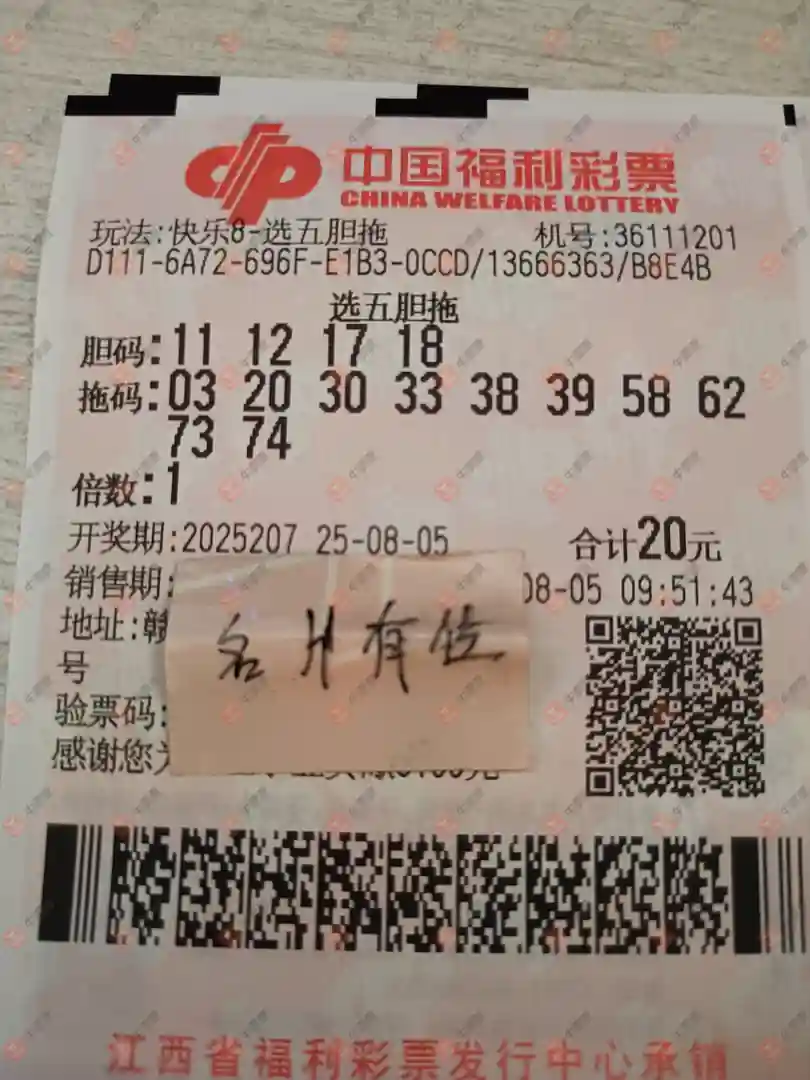 中国福利彩票
CHINA WELFARE LOTTERY
玩法:快乐8-选五胆拖 机号:36111201
D111-6A72-696F-E1B3-0CCD/13666363/B8E4B
选五胆拖
胆码:11 12 17 18
拖码:03 20 30 33 38 39 58 62
73 74
倍数:1
开奖期:2025207 25-08-05 合计20元
销售期: 08-05 09:51:43
地址:赣
号
名片有位
验票码:
感谢您为
江西省福利彩票发行中心承销